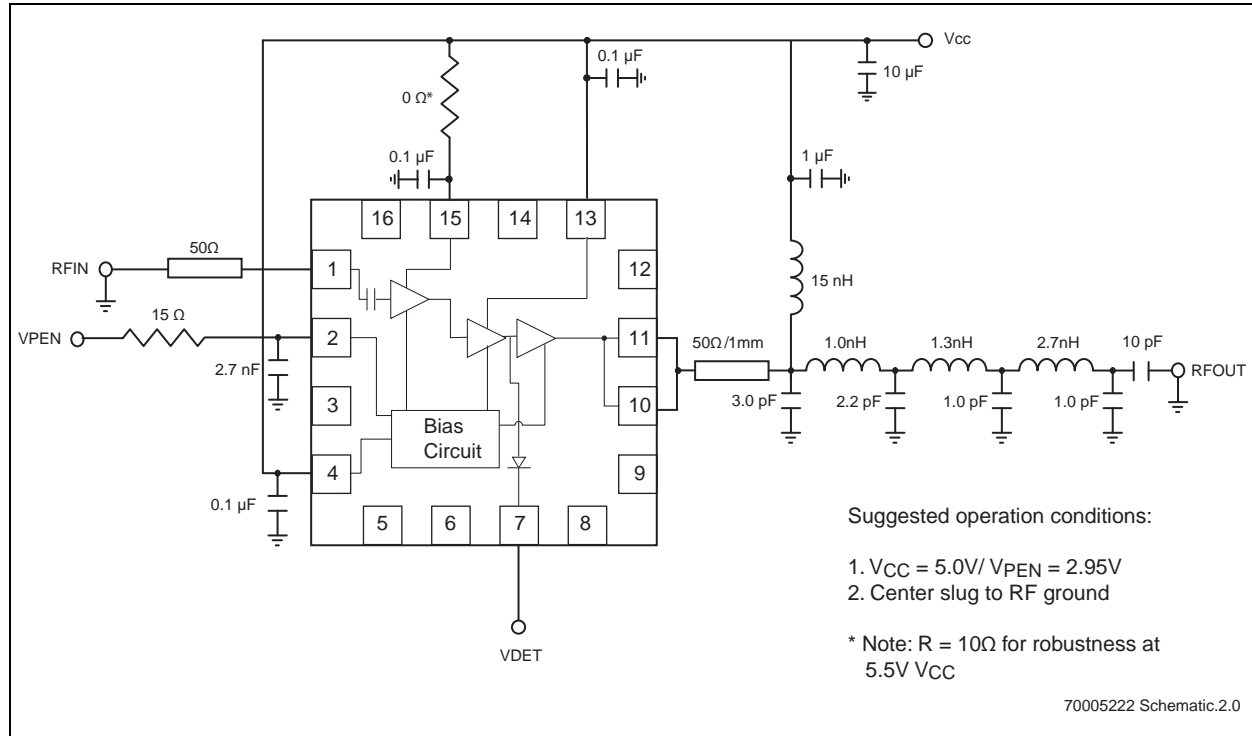 Vcc
0.1 µF
10 µF
0 Ω*
0.1 µF
1 µF
16
15
14
13
50Ω
RFIN
1
12
15 nH
15 Ω
VPEN
2
11
50Ω/1mm
1.0nH
1.3nH
2.7nH
10 pF
RFOUT
2.7 nF
3
10
3.0 pF
2.2 pF
1.0 pF
1.0 pF
Bias
Circuit
4
9
0.1 µF
5
6
7
8
VDET
Suggested operation conditions:
1. VCC = 5.0V/ VPEN = 2.95V
2. Center slug to RF ground
* Note: R = 10Ω for robustness at
5.5V VCC
70005222 Schematic.2.0